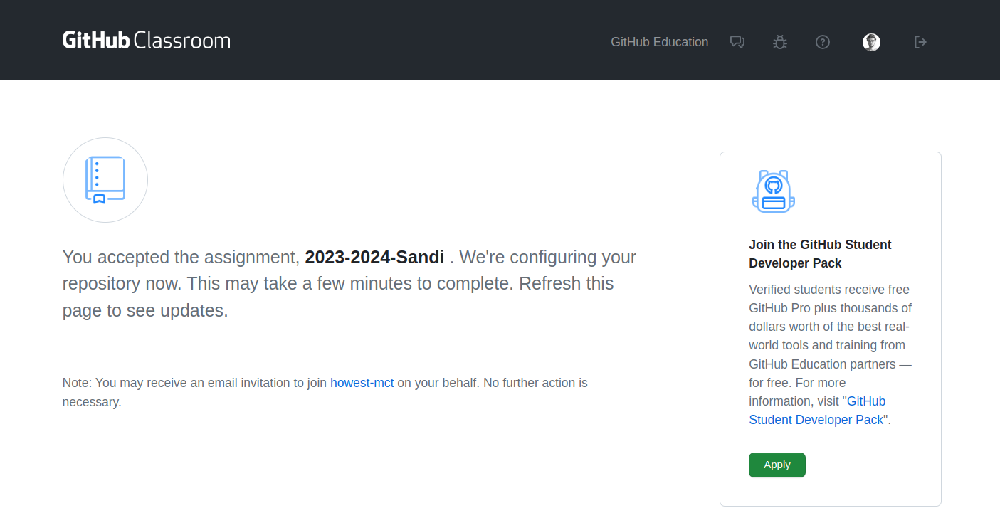 GitHub Classroom
GitHub Education
You accepted the assignment, 2023-2024-Sandi . We're configuring your
repository now. This may take a few minutes to complete. Refresh this
page to see updates.
Note: You may receive an email invitation to join howest-mct on your behalf. No further action is
necessary.
Join the GitHub Student
Developer Pack
Verified students receive free
GitHub Pro plus thousands of
dollars worth of the best real-
world tools and training from
GitHub Education partners —
for free. For more
information, visit "GitHub
Student Developer Pack".
Apply